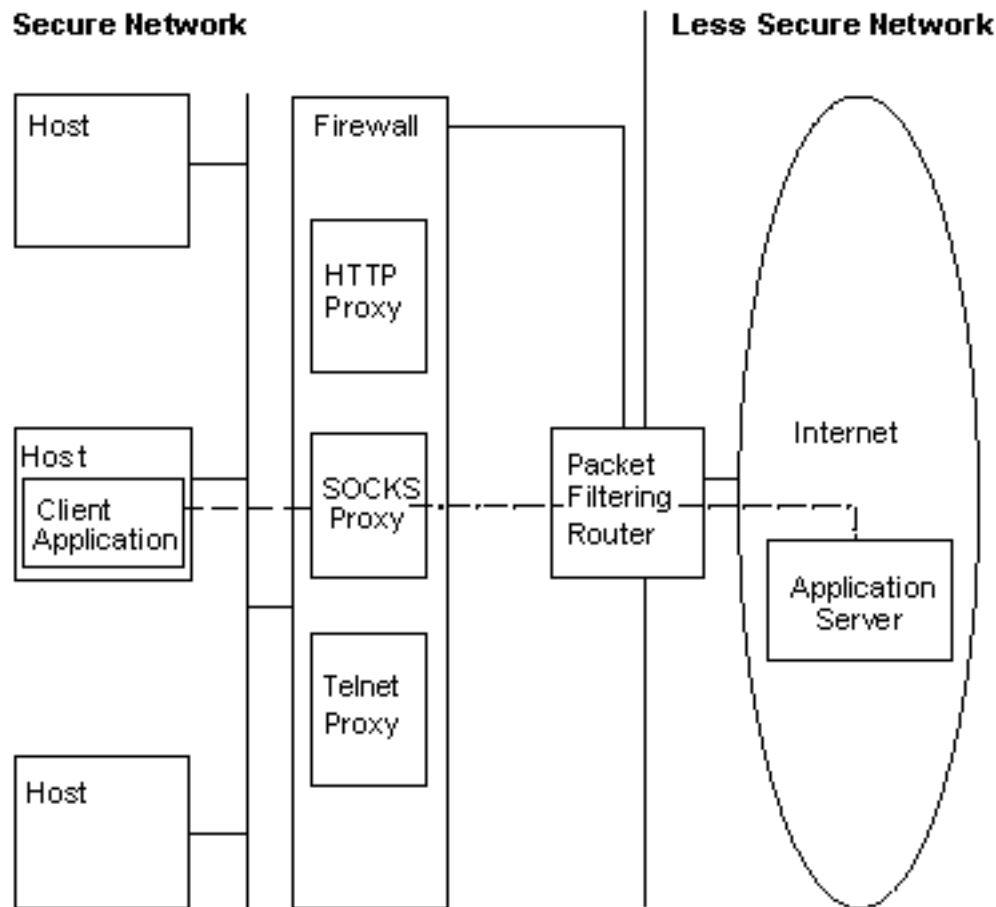 Secure Network
Less Secure Network
Host
Firewall
HTTP
Proxy
Host
Client
Application
SOCKS
Proxy
Packet
Filtering
Router
Internet
Application
Server
Telnet
Proxy
Host